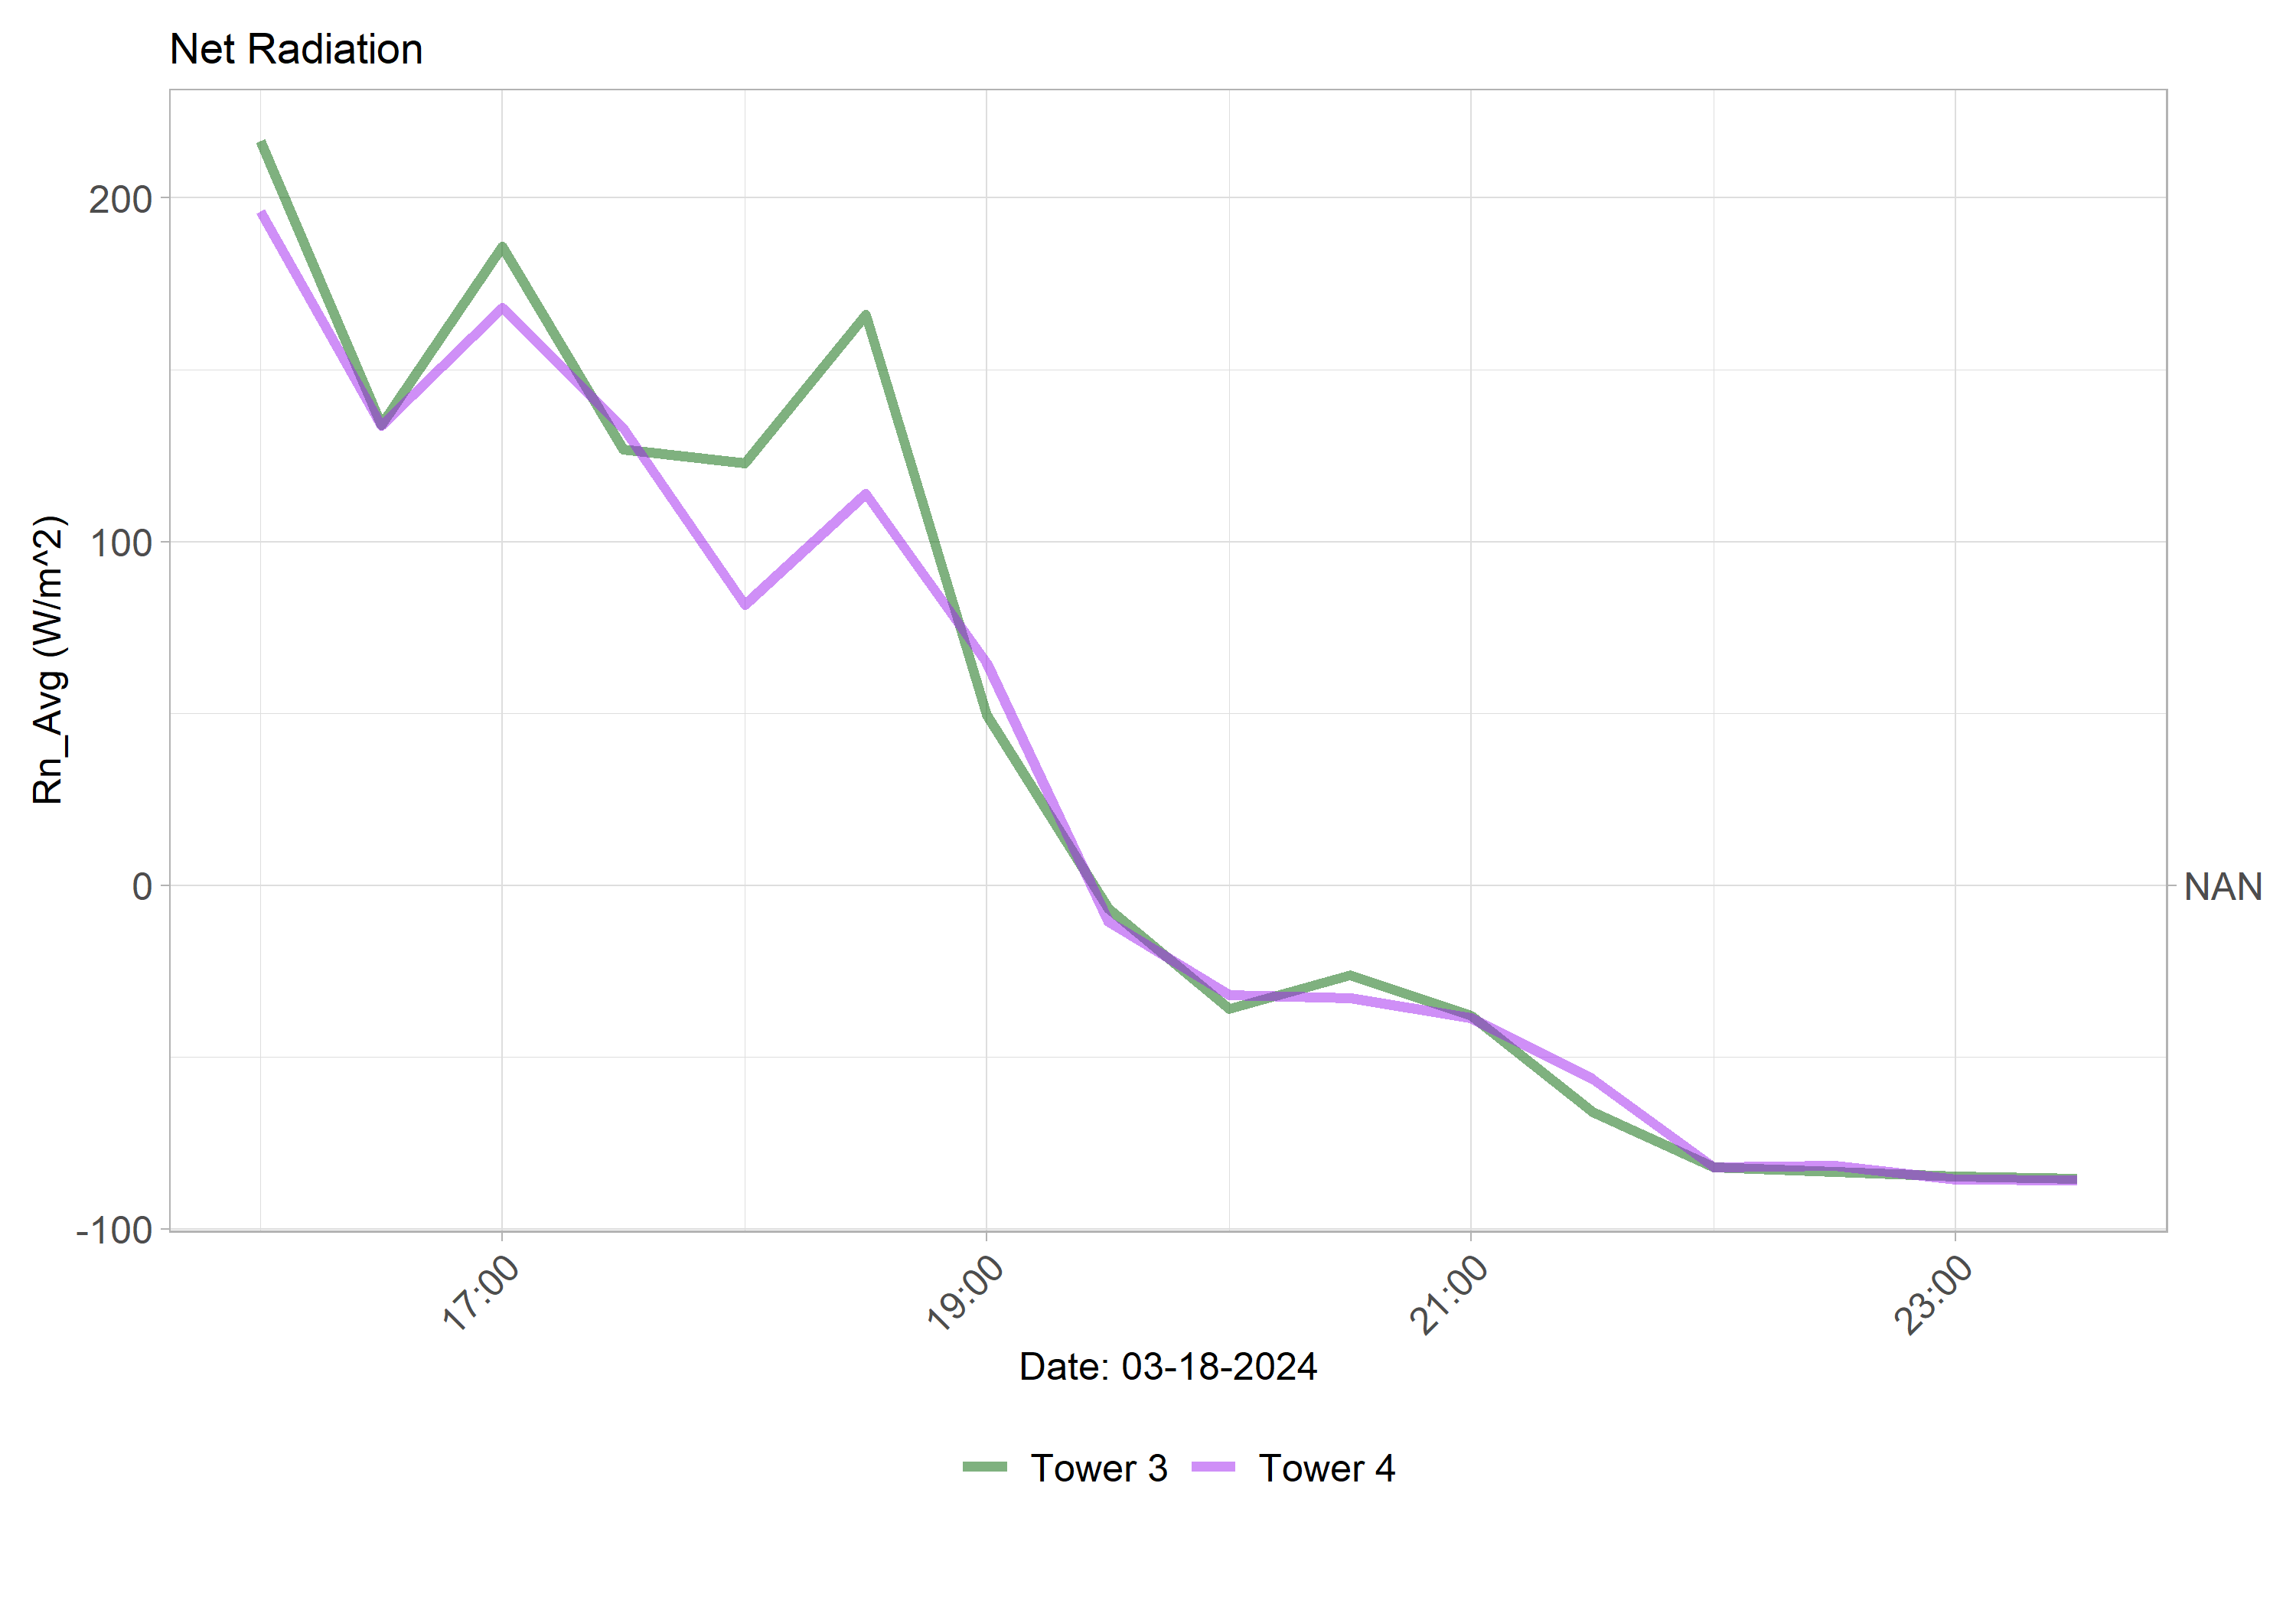 Net Radiation
Rn_Avg (W/m^2)
200
100
0
-100
NAN
17:00
19:00
21:00
23:00
Date: 03-18-2024
Tower 3
Tower 4